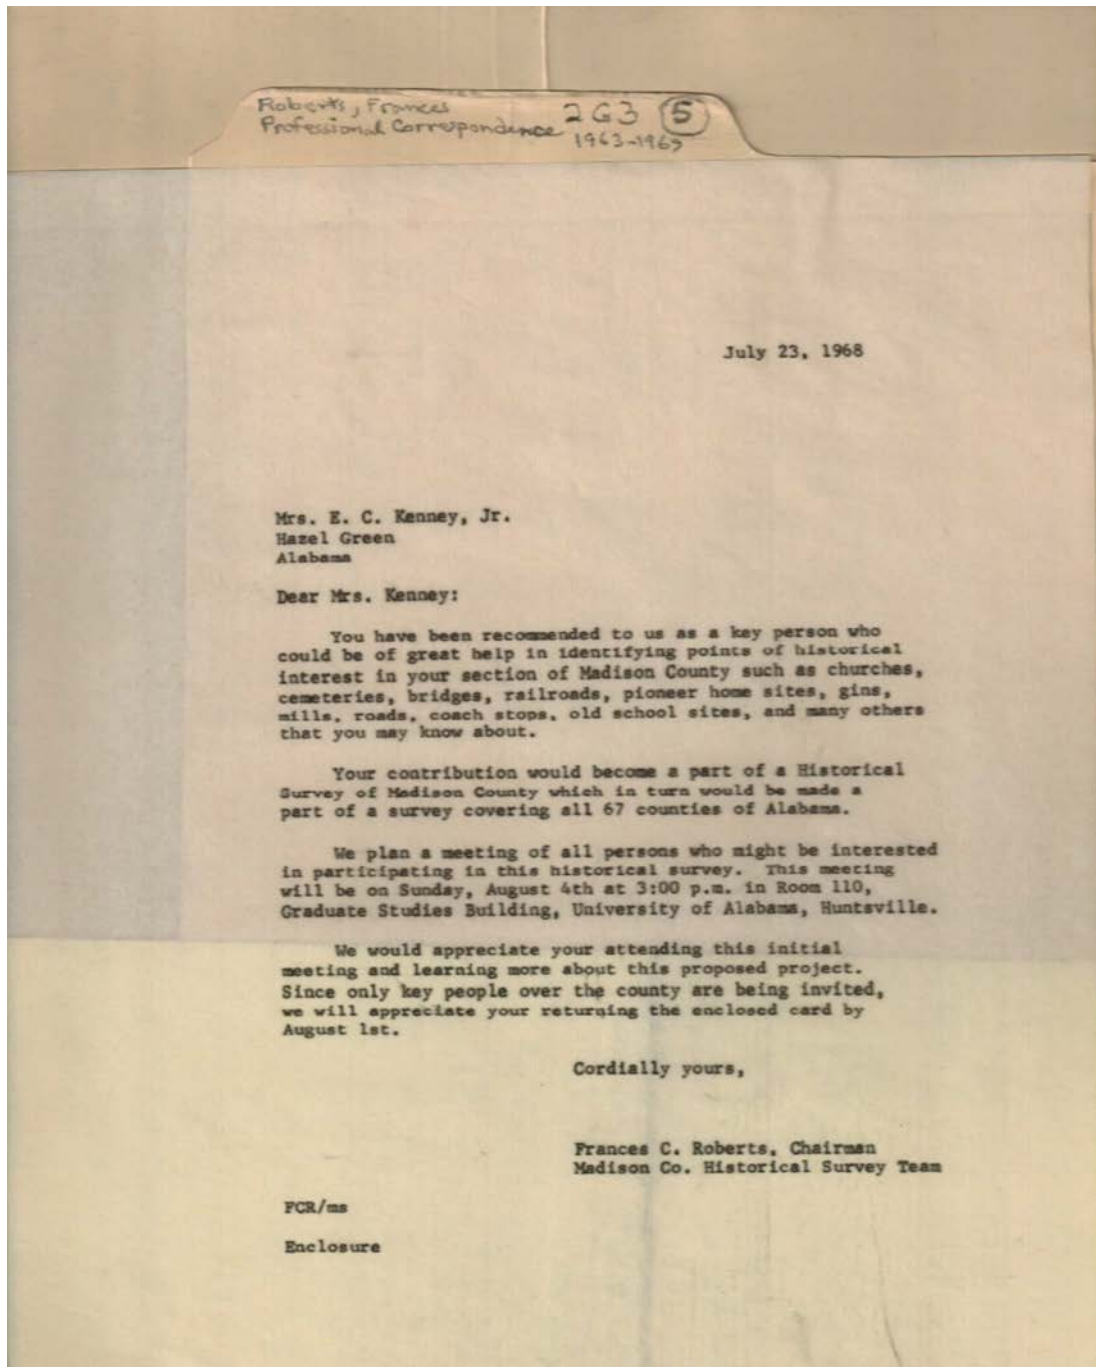 Roberts, Frances
Professional Correspondence
2G3 5
1963-1969
July 23, 1968
Mrs. E. C. Kenney, Jr.
Hazel Green
Alabama
Dear Mrs. Kenney:
You have been recommended to us as a key person who
could be of great help in identifying points of historical
interest in your section of Madison County such as churches,
cemeteries, bridges, railroads, pioneer home sites, gins,
mills, roads, coach stops, old school sites, and many others
that you may know about.
Your contribution would become a part of a Historical
Survey of Madison County which in turn would be made a
part of a survey covering all 67 counties of Alabama.
We plan a meeting of all persons who might be interested
in participating in this historical survey. This meeting
will be on Sunday, August 4th at 3:00 p.m. in Room 110,
Graduate Studies Building, University of Alabama, Huntsville.
We would appreciate your attending this initial
meeting and learning more about this proposed project.
Since only key people over the county are being invited,
we will appreciate your returning the enclosed card by
August 1st.
Cordially yours,
Frances C. Roberts, Chairman
Madison Co. Historical Survey Team
FCR/ms
Enclosure